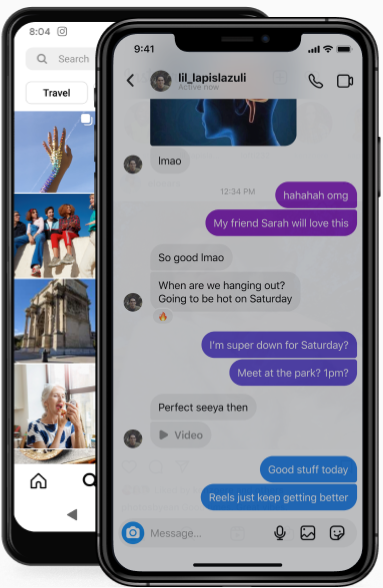 8:04
Search
Travel
9:41
lil_lapislazuli
Active now
lmao
12:34 PM
hahahah omg
My friend Sarah will love this
So good lmao
When are we hanging out?
Going to be hot on Saturday
I'm super down for Saturday?
Meet at the park? 1pm?
Perfect seeya then
Video
Good stuff today
Reels just keep getting better
Message...